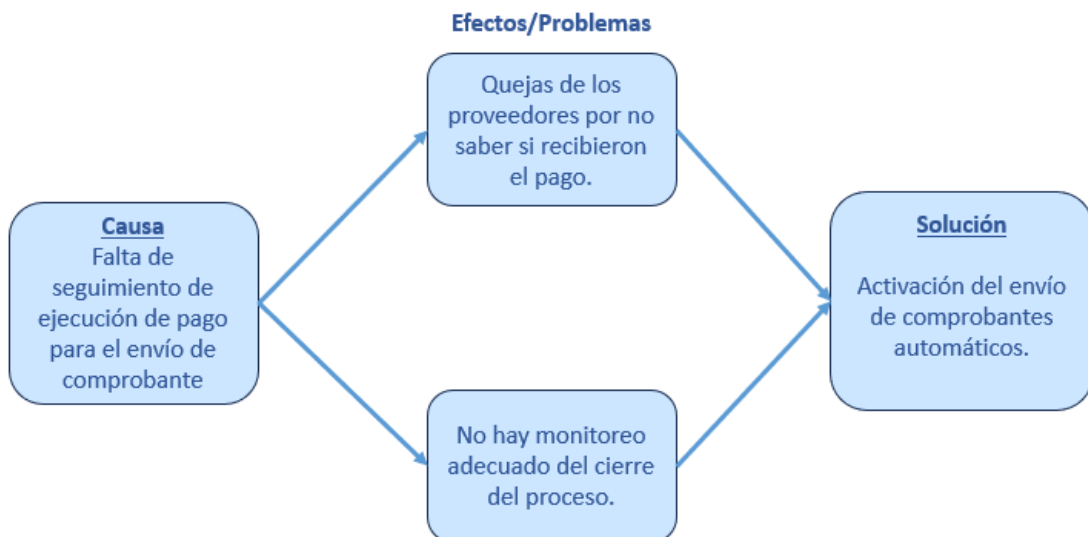 Efectos/Problemas
Quejas de los
proveedores por no
saber si recibieron
el pago.
Causa
Falta de
seguimiento de
ejecución de pago
para el envío de
comprobante
Solución
Activación del envío
de comprobantes
automáticos.
No hay monitoreo
adecuado del cierre
del proceso.